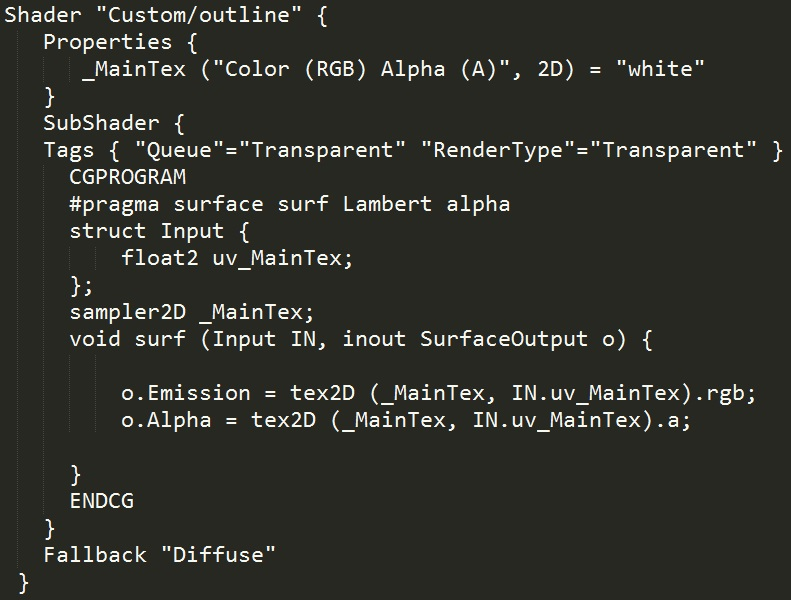 Shader "Custom/outline" {
Properties {
_MainTex ("Color (RGB) Alpha (A)", 2D) = "white"
}
SubShader {
Tags { "Queue"="Transparent" "RenderType"="Transparent" }
CGPROGRAM
#pragma surface surf Lambert alpha
struct Input {
float2 uv_MainTex;
};
sampler2D _MainTex;
void surf (Input IN, inout SurfaceOutput o) {
o.Emission = tex2D (_MainTex, IN.uv_MainTex).rgb;
o.Alpha = tex2D (_MainTex, IN.uv_MainTex).a;
}
ENDCG
}
Fallback "Diffuse"
}